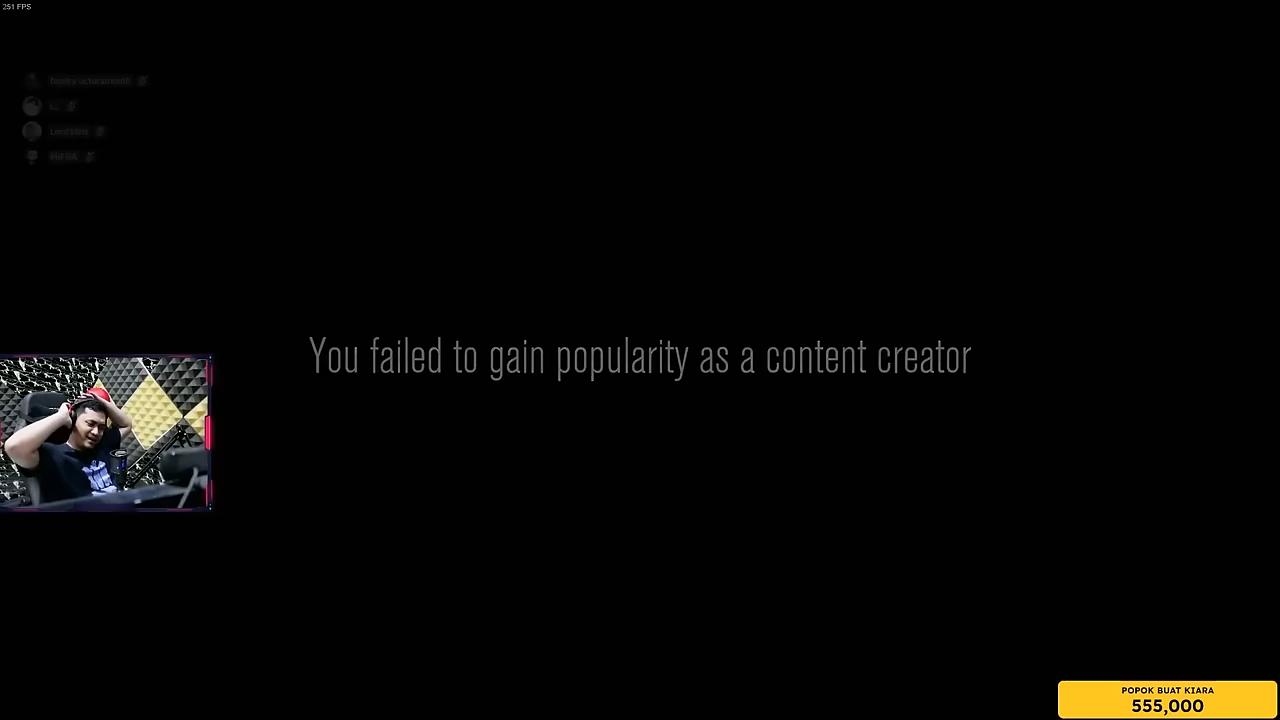 251 FPS
You failed to gain popularity as a content creator
POPOK BUAT KIARA
555,000